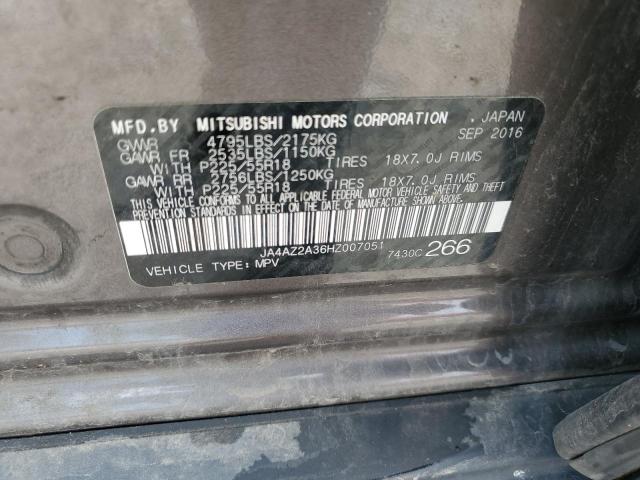 MFD.BY MITSUBISHI MOTORS CORPORATION , JAPAN
SEP 2016
GVWR 4795LBS/2175KG
GAWR FR 2535LBS/1150KG
WITH P225/55R18 TIRES 18X7.0J RIMS
GAWR RR 2756LBS/1250KG
WITH P225/55R18 TIRES 18X7.0J RIMS
THIS VEHICLE CONFORMS TO ALL APPLICABLE FEDERAL MOTOR VEHICLE SAFETY AND THEFT
PREVENTION STANDARDS IN EFFECT ON THE DATE OF MANUFACTURE SHOWN ABOVE.
JA4AZ2A36HZ007051
VEHICLE TYPE: MPV 7430C 266